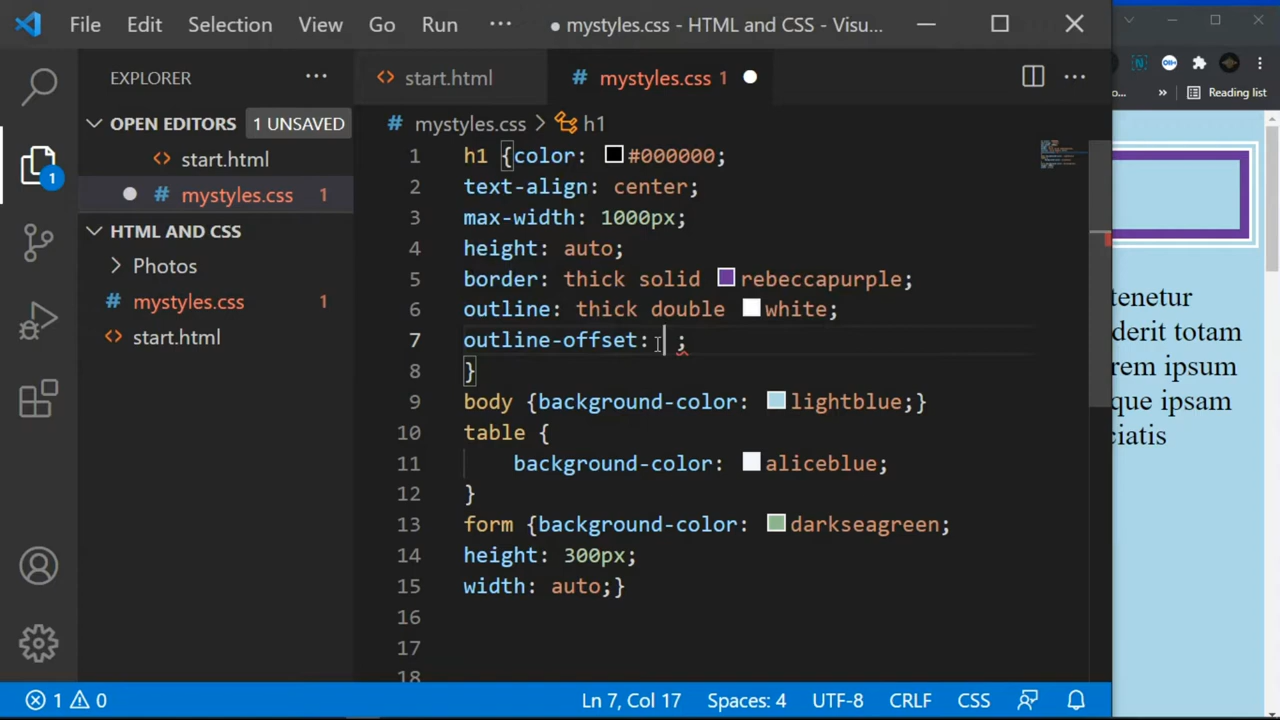 File Edit Selection View Go Run ··· ● mystyles.css - HTML and CSS - Visu...
EXPLORER ···
start.html mystyles.css 1
OPEN EDITORS 1 UNSAVED
start.html
mystyles.css 1
HTML AND CSS
Photos
mystyles.css 1
start.html
1
mystyles.css > h1
1 h1 {color: #000000;
2 text-align: center;
3 max-width: 1000px;
4 height: auto;
5 border: thick solid rebeccapurple;
6 outline: thick double white;
7 outline-offset: ;
8 }
9 body {background-color: lightblue;}
10 table {
11 background-color: aliceblue;
12 }
13 form {background-color: darkseagreen;
14 height: 300px;
15 width: auto;}
16
17
18
o... » Reading list
tenetur
derit totam
rem ipsum
que ipsam
ciatis
1 0 Ln 7, Col 17 Spaces: 4 UTF-8 CRLF CSS